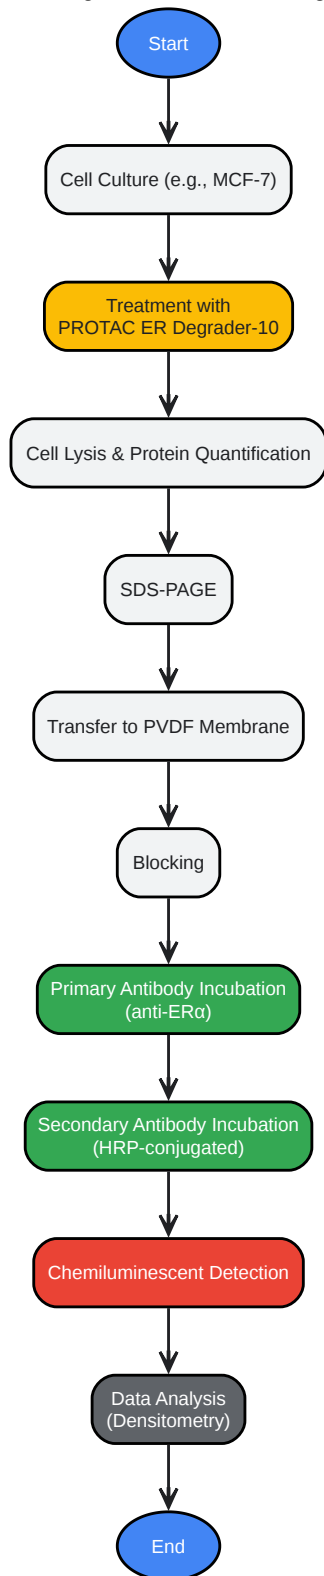 Start
Cell Culture (e.g., MCF-7)
Treatment with
PROTAC ER Degrader-10
Cell Lysis & Protein Quantification
SDS-PAGE
Transfer to PVDF Membrane
Blocking
Primary Antibody Incubation
(anti-ERα)
Secondary Antibody Incubation
(HRP-conjugated)
Chemiluminescent Detection
Data Analysis
(Densitometry)
End